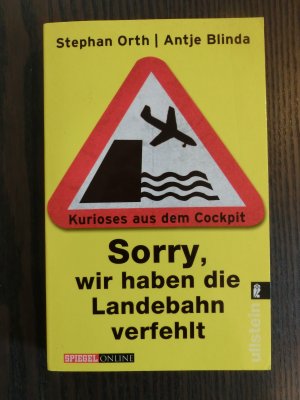 Stephan Orth | Antje Blinda
Kurioses aus dem Cockpit
Sorry,
wir haben die
Landebahn
verfehlt
ullstein
SPIEGEL ONLINE